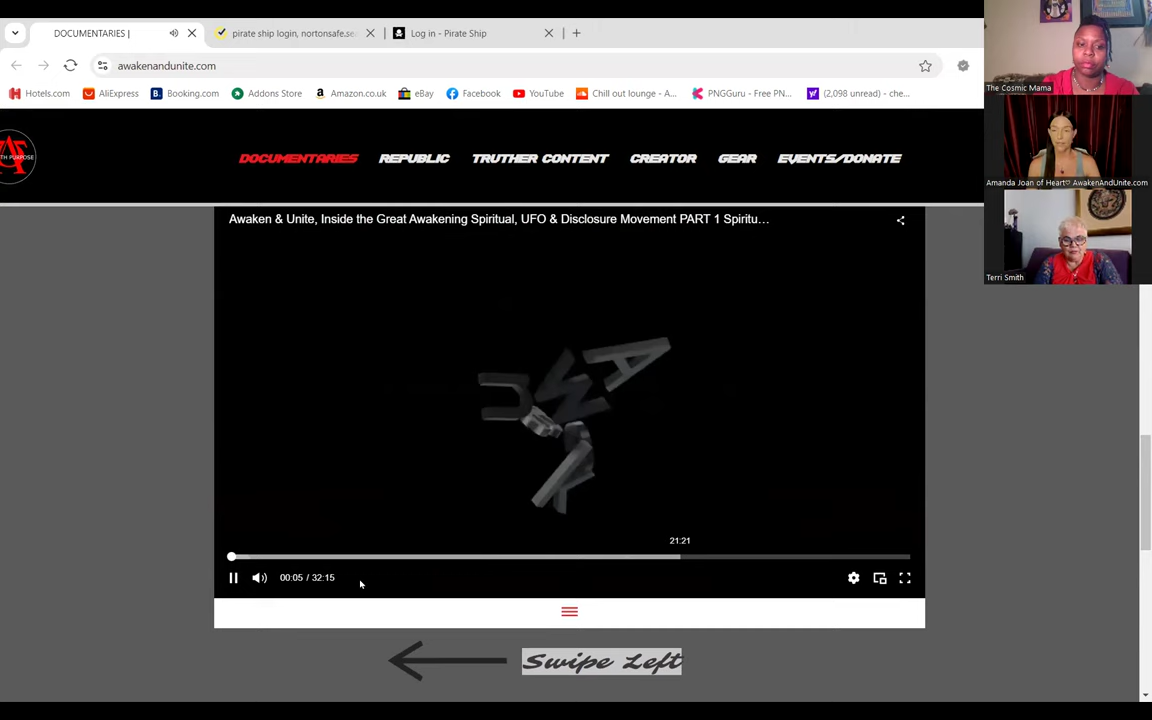 DOCUMENTARIES |
pirate ship login, nortonsafe.se
Log in - Pirate Ship
awakenandunite.com
Hotels.com
AliExpress
Booking.com
Addons Store
Amazon.co.uk
eBay
Facebook
YouTube
Chill out lounge - A...
PNGGuru - Free PN...
(2,098 unread) - che...
The Cosmic Mama
TH PURPOSE
DOCUMENTARIES
REPUBLIC
TRUTHER CONTENT
CREATOR
GEAR
EVENTS/DONATE
Amanda Joan of Heart♡ AwakenAndUnite.com
Awaken & Unite, Inside the Great Awakening Spiritual, UFO & Disclosure Movement PART 1 Spiritu...
Terri Smith
21:21
00:05 / 32:15
Swipe Left